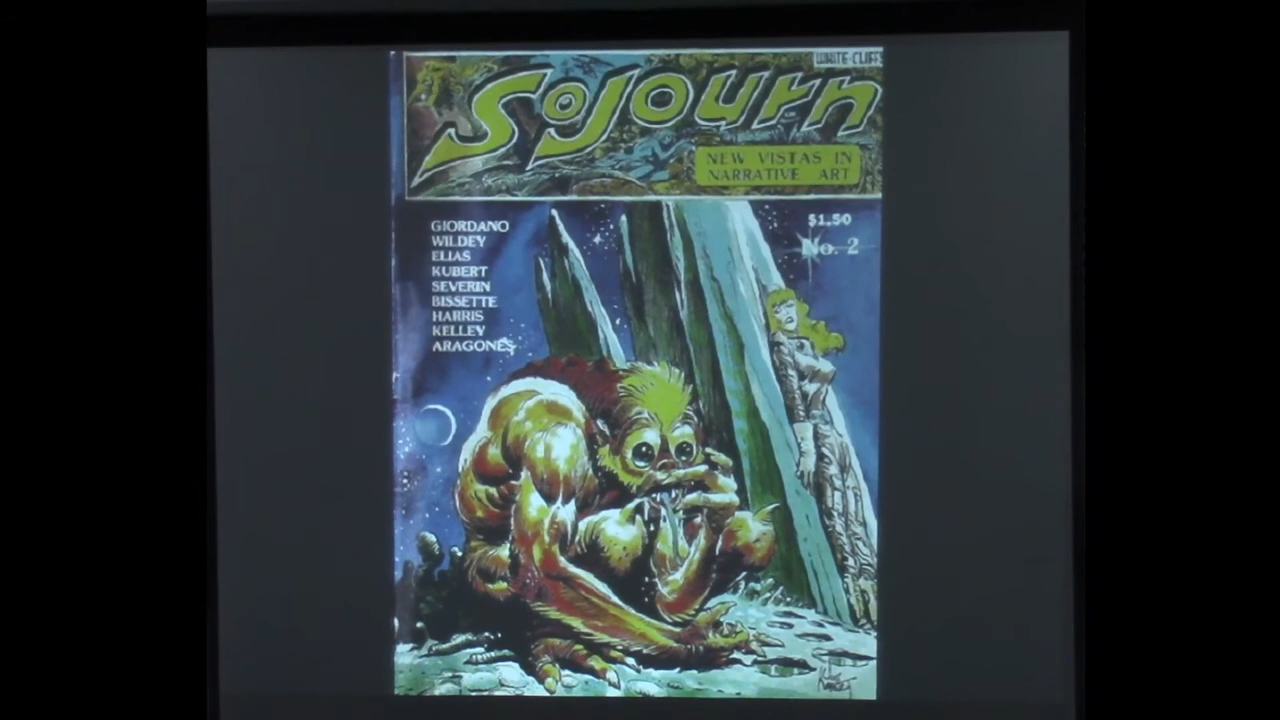 WHITE CLIFFS
SOJOURN
NEW VISTAS IN
NARRATIVE ART
$1.50
No. 2
GIORDANO
WILDEY
ELIAS
KUBERT
SEVERIN
BISSETTE
HARRIS
KELLEY
ARAGONÉS